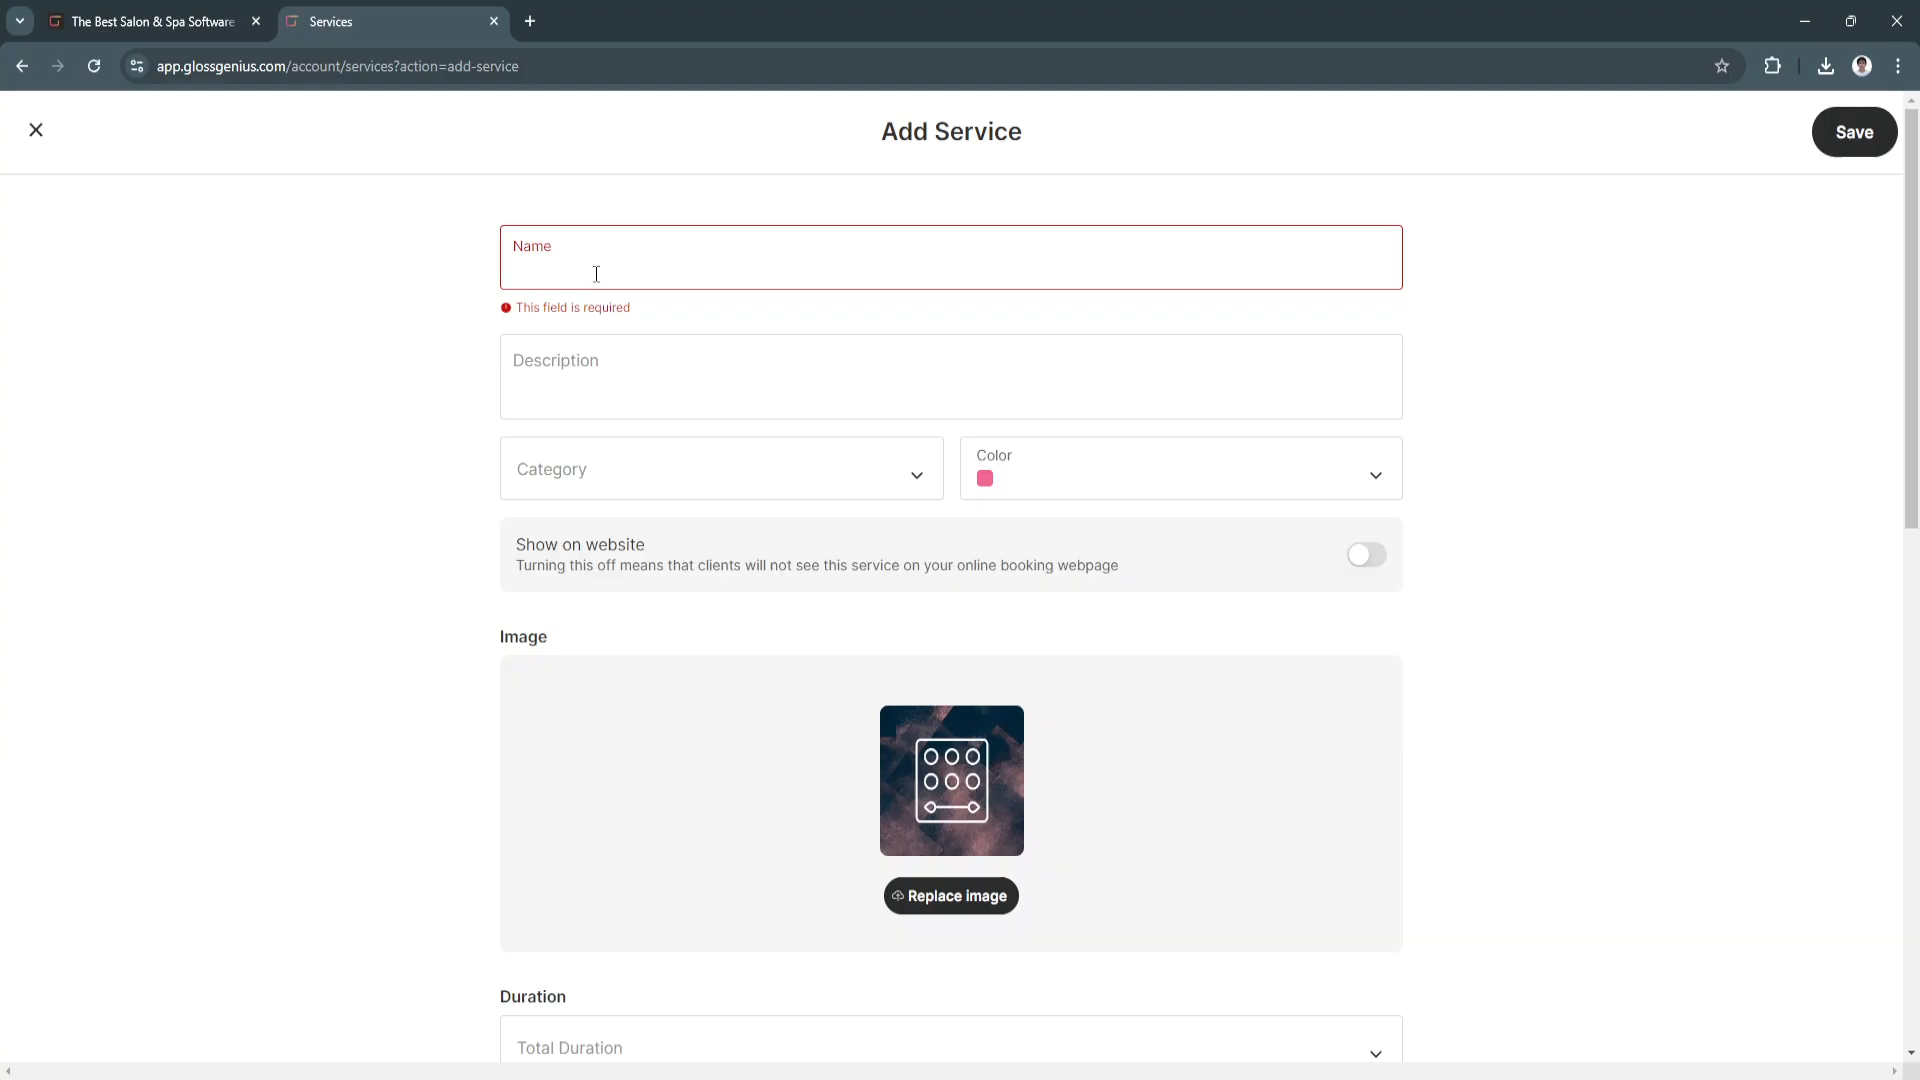 The Best Salon & Spa Software
Services
app.glossgenius.com/account/services?action=add-service
Add Service
Save
Name
This field is required
Description
Category
Color
Show on website
Turning this off means that clients will not see this service on your online booking webpage
Image
Replace image
Duration
Total Duration